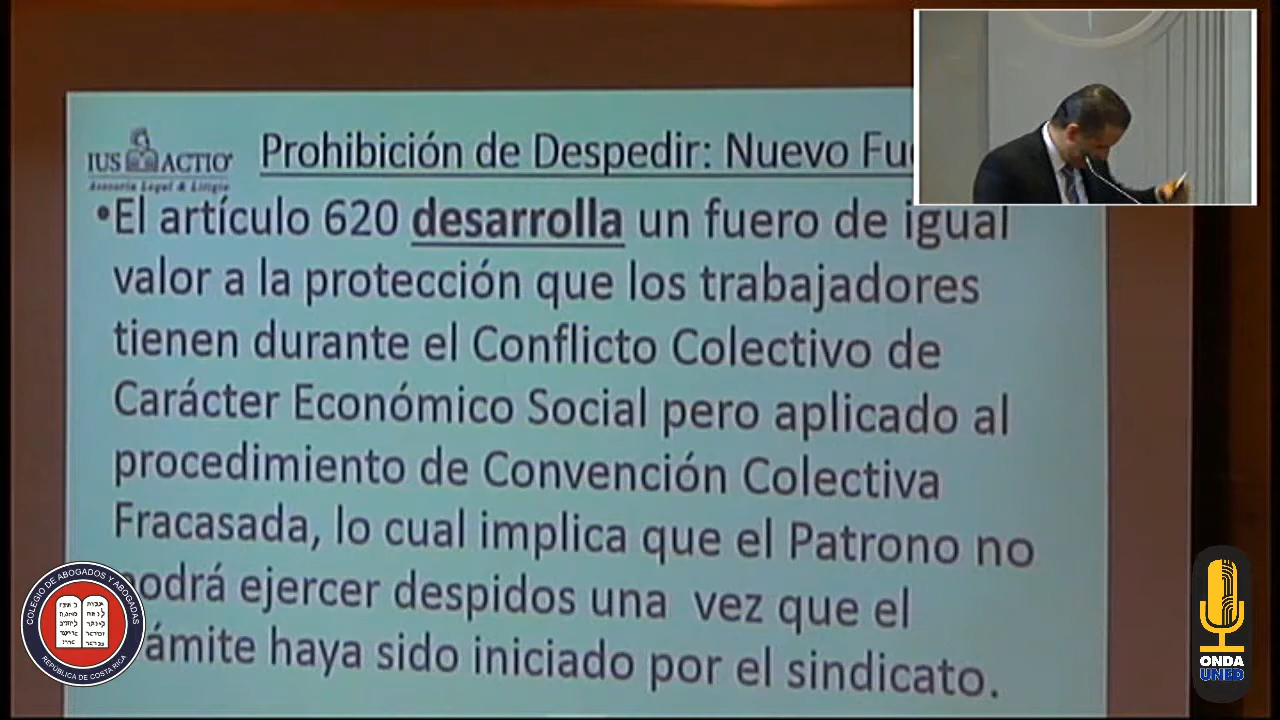 IUS ACTIO
Asesoría Legal & Litigio
Prohibición de Despedir: Nuevo
•El artículo 620 desarrolla un fuero de igual
valor a la protección que los trabajadores
tienen durante el Conflicto Colectivo de
Carácter Económico Social pero aplicado al
procedimiento de Convención Colectiva
Fracasada, lo cual implica que el Patrono no
podrá ejercer despidos una vez que el
trámite haya sido iniciado por el sindicato.
COLEGIO DE ABOGADOS Y ABOGADAS
REPÚBLICA DE COSTA RICA
ONDA
UNED